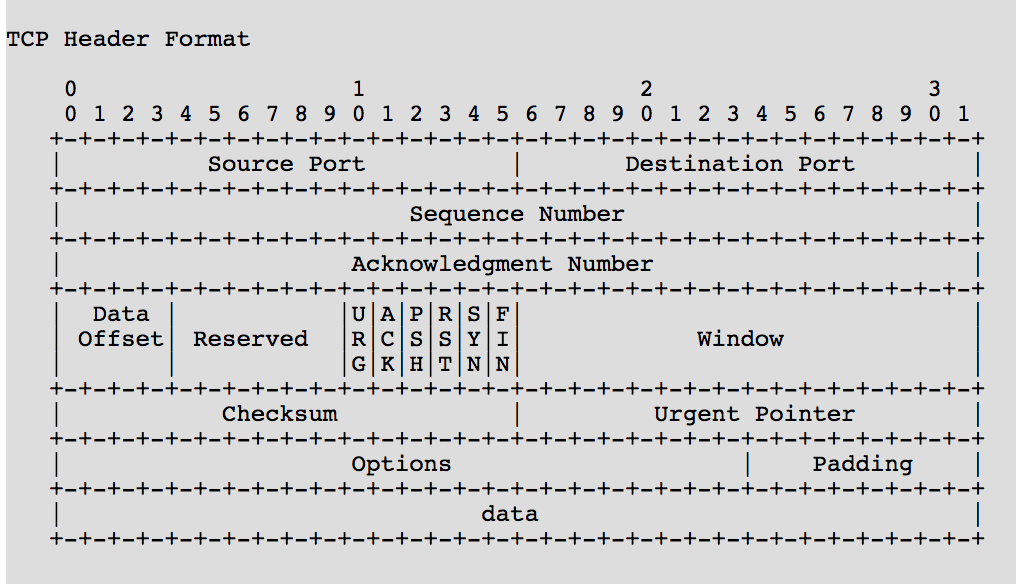 TCP Header Format
    0                   1                   2                   3
    0 1 2 3 4 5 6 7 8 9 0 1 2 3 4 5 6 7 8 9 0 1 2 3 4 5 6 7 8 9 0 1
   +-+-+-+-+-+-+-+-+-+-+-+-+-+-+-+-+-+-+-+-+-+-+-+-+-+-+-+-+-+-+-+-+
   |          Source Port          |       Destination Port        |
   +-+-+-+-+-+-+-+-+-+-+-+-+-+-+-+-+-+-+-+-+-+-+-+-+-+-+-+-+-+-+-+-+
   |                        Sequence Number                        |
   +-+-+-+-+-+-+-+-+-+-+-+-+-+-+-+-+-+-+-+-+-+-+-+-+-+-+-+-+-+-+-+-+
   |                    Acknowledgment Number                      |
   +-+-+-+-+-+-+-+-+-+-+-+-+-+-+-+-+-+-+-+-+-+-+-+-+-+-+-+-+-+-+-+-+
   |  Data |           |U|A|P|R|S|F|                               |
   | Offset| Reserved  |R|C|S|S|Y|I|            Window             |
   |       |           |G|K|H|T|N|N|                               |
   +-+-+-+-+-+-+-+-+-+-+-+-+-+-+-+-+-+-+-+-+-+-+-+-+-+-+-+-+-+-+-+-+
   |           Checksum            |         Urgent Pointer        |
   +-+-+-+-+-+-+-+-+-+-+-+-+-+-+-+-+-+-+-+-+-+-+-+-+-+-+-+-+-+-+-+-+
   |                    Options                    |    Padding    |
   +-+-+-+-+-+-+-+-+-+-+-+-+-+-+-+-+-+-+-+-+-+-+-+-+-+-+-+-+-+-+-+-+
   |                             data                              |
   +-+-+-+-+-+-+-+-+-+-+-+-+-+-+-+-+-+-+-+-+-+-+-+-+-+-+-+-+-+-+-+-+